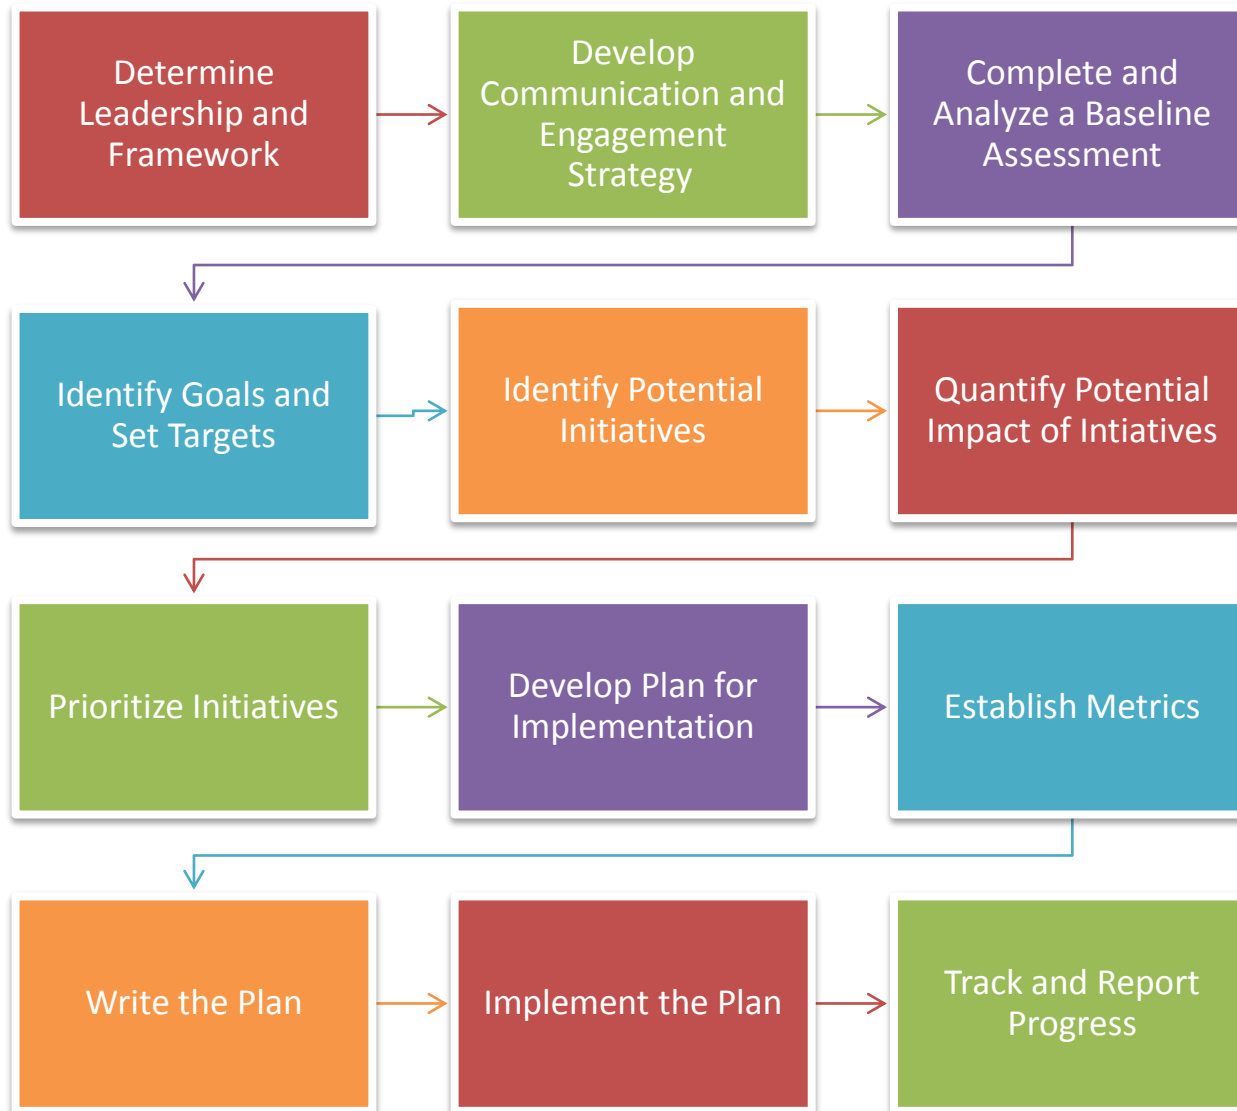 Determine
Leadership and
Framework
Develop
Communication and
Engagement
Strategy
Complete and
Analyze a Baseline
Assessment
Identify Goals and
Set Targets
Identify Potential
Initiatives
Quantify Potential
Impact of Intiatives
Prioritize Initiatives
Develop Plan for
Implementation
Establish Metrics
Write the Plan
Implement the Plan
Track and Report
Progress